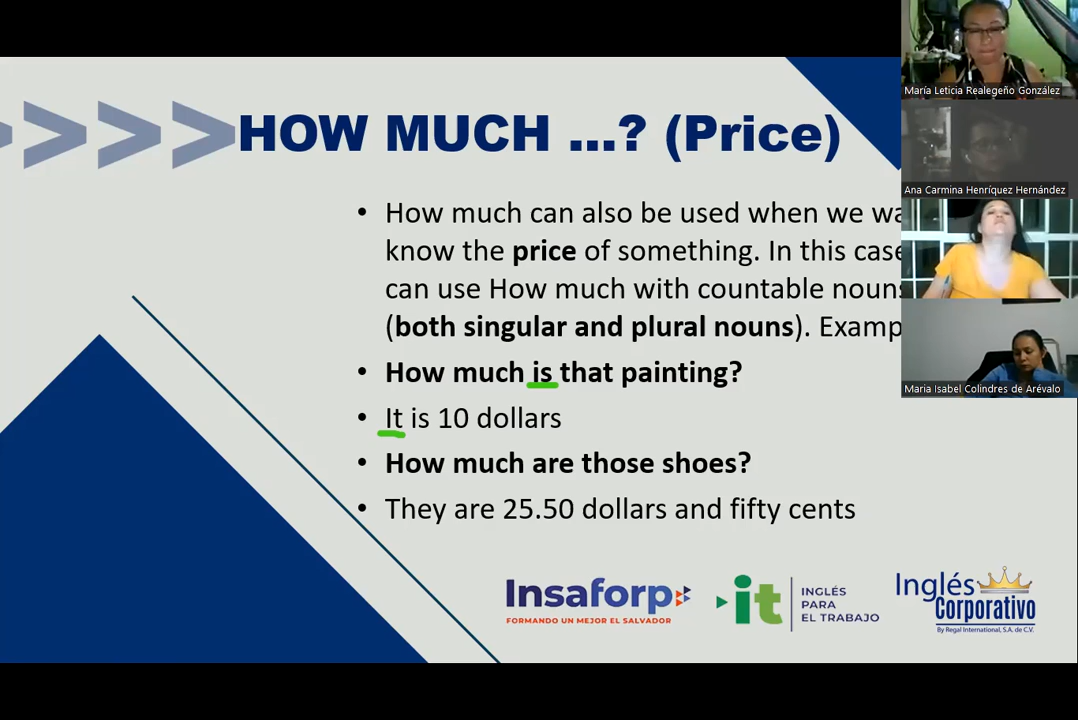 HOW MUCH ...? (Price)
• How much can also be used when we
know the price of something. In this case
can use How much with countable nouns
(both singular and plural nouns).
• How much is that painting?
• It is 10 dollars
• How much are those shoes?
• They are 25.50 dollars and fifty cents
Insaforp
FORMANDO UN MEJOR EL SALVADOR
it
INGLÉS
PARA
EL TRABAJO
Inglés
Corporativo
By Regal International, S.A. de C.V.
María Leticia Realegeño González
Ana Carmina Henríquez Hernández
Maria Isabel Colindres de Arévalo